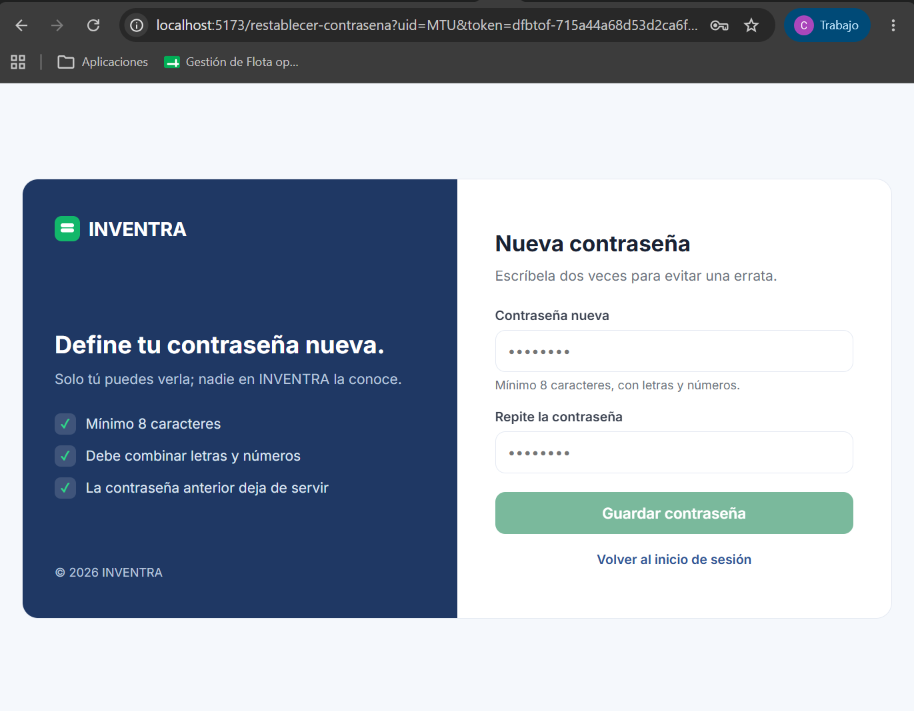 localhost:5173/restablecer-contrasena?uid=MTU&token=dfbtof-715a44a68d53d2ca6f...
C Trabajo
Aplicaciones
Gestión de Flota op...
INVENTRA
Define tu contraseña nueva.
Solo tú puedes verla; nadie en INVENTRA la conoce.
✓ Mínimo 8 caracteres
✓ Debe combinar letras y números
✓ La contraseña anterior deja de servir
© 2026 INVENTRA
Nueva contraseña
Escríbela dos veces para evitar una errata.
Contraseña nueva
••••••••
Mínimo 8 caracteres, con letras y números.
Repite la contraseña
••••••••
Guardar contraseña
Volver al inicio de sesión